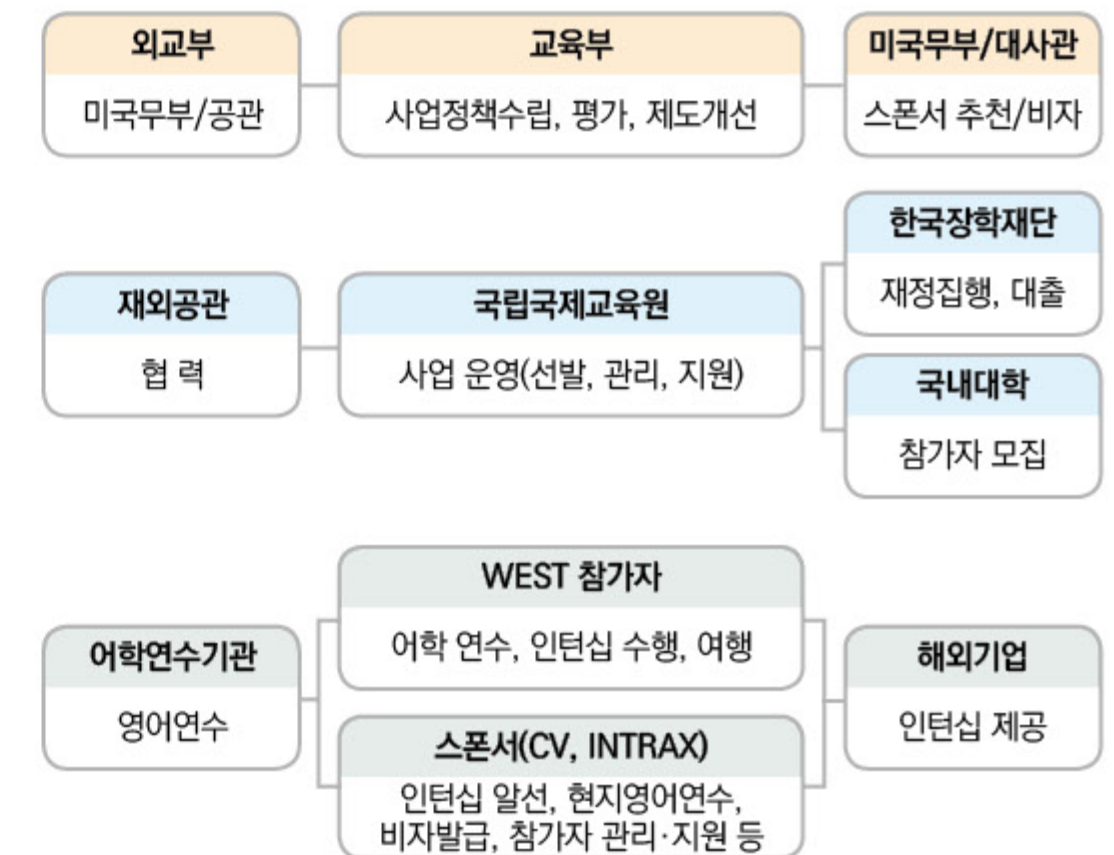 외교부
미국무부/공관
교육부
사업정책수립, 평가, 제도개선
미국무부/대사관
스폰서 추천/비자
재외공관
협 력
국립국제교육원
사업 운영(선발, 관리, 지원)
한국장학재단
재정집행, 대출
국내대학
참가자 모집
어학연수기관
영어연수
WEST 참가자
어학 연수, 인턴십 수행, 여행
스폰서(CV, INTRAX)
인턴십 알선, 현지영어연수,
비자발급, 참가자 관리·지원 등
해외기업
인턴십 제공